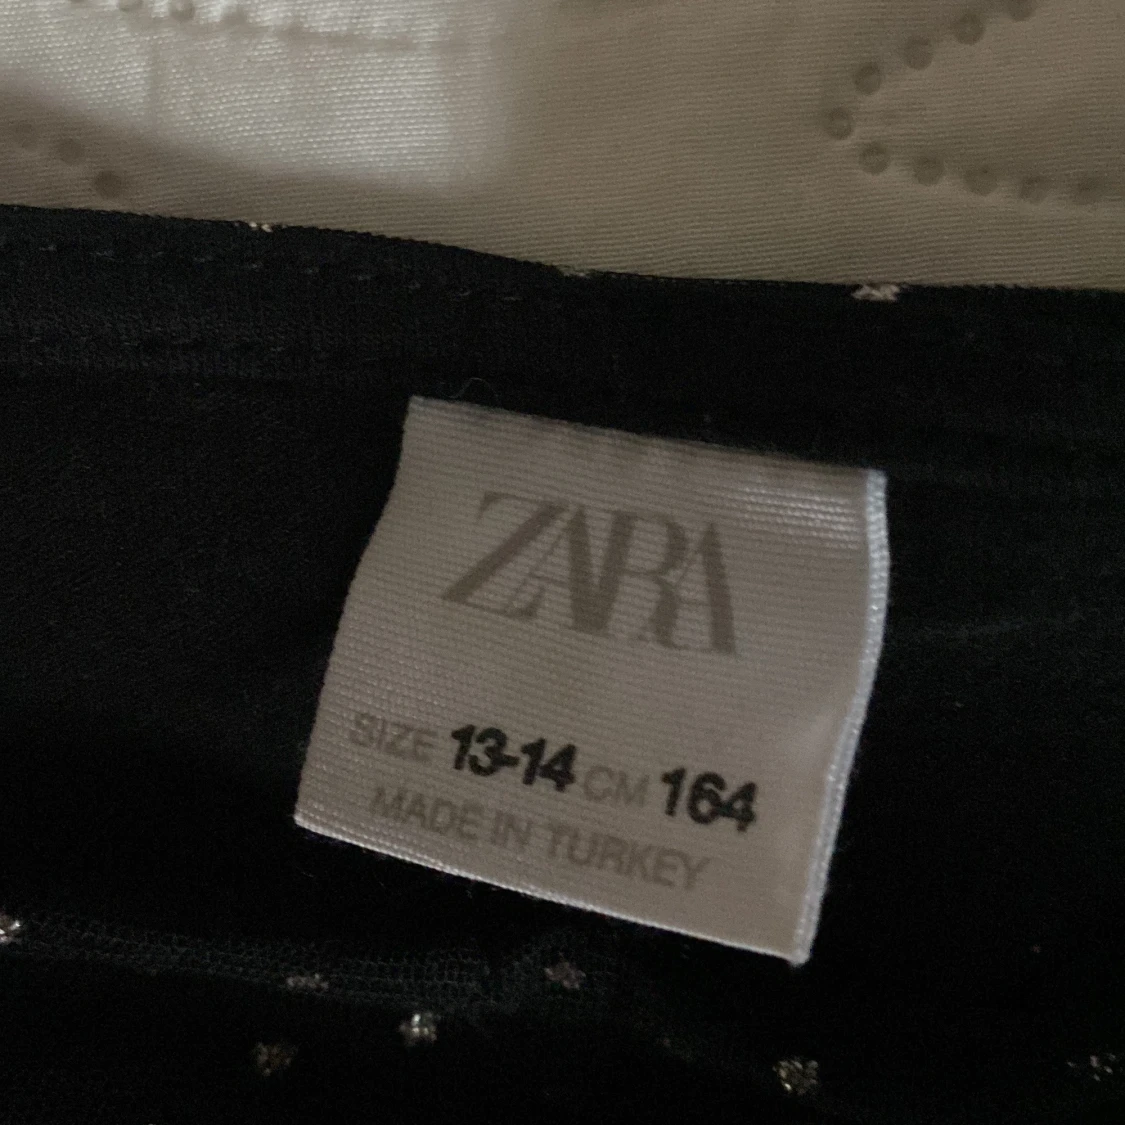 ZARA
SIZE 13-14 CM 164
MADE IN TURKEY